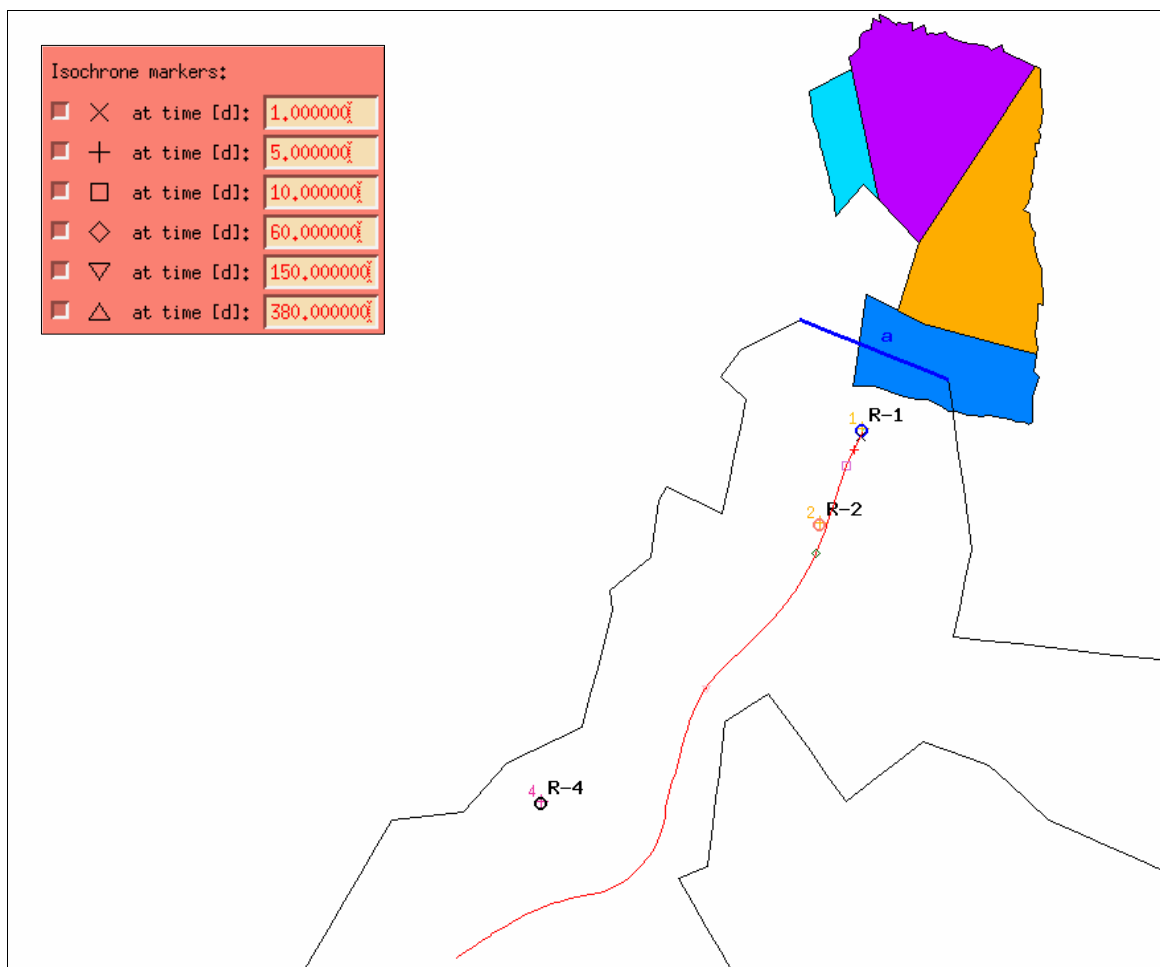 Isochrone markers:
at time [d]: 1.000000
at time [d]: 5.000000
at time [d]: 10.000000
at time [d]: 60.000000
at time [d]: 150.000000
at time [d]: 380.000000
a
1 R-1
2 R-2
4 R-4